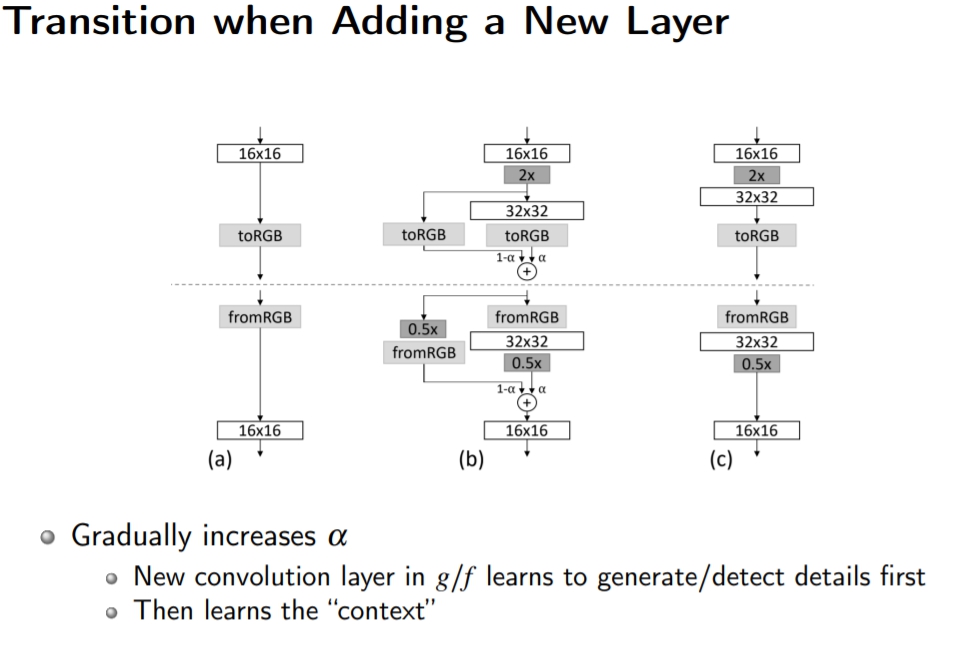 Transition when Adding a New Layer
16x16
toRGB
fromRGB
16x16
(a)
16x16
2x
32x32
toRGB toRGB
1-α α
+
fromRGB
0.5x
32x32
fromRGB
0.5x
1-α α
+
16x16
(b)
16x16
2x
32x32
toRGB
fromRGB
32x32
0.5x
16x16
(c)
Gradually increases α
New convolution layer in g/f learns to generate/detect details first
Then learns the “context”